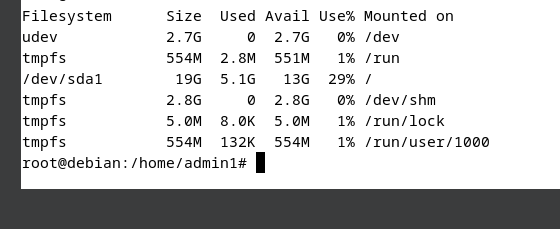 Filesystem      Size  Used Avail Use% Mounted on
udev            2.7G     0  2.7G   0% /dev
tmpfs           554M  2.8M  551M   1% /run
/dev/sda1        19G  5.1G   13G  29% /
tmpfs           2.8G     0  2.8G   0% /dev/shm
tmpfs           5.0M  8.0K  5.0M   1% /run/lock
tmpfs           554M  132K  554M   1% /run/user/1000
root@debian:/home/admin1#